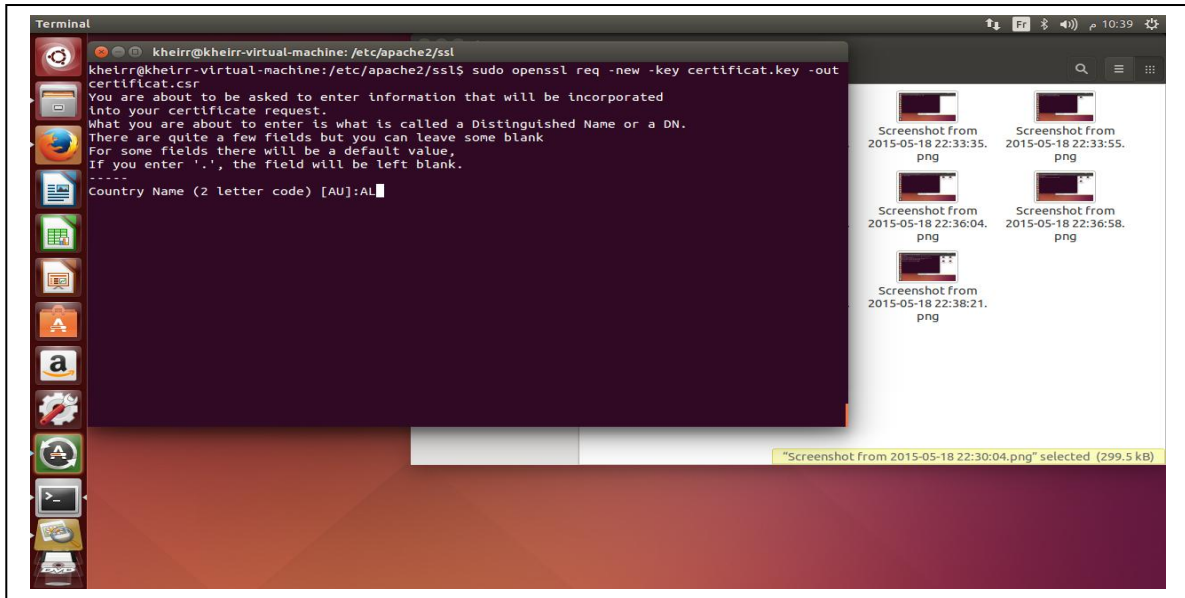 Terminal
Fr
م 10:39
kheirr@kheirr-virtual-machine: /etc/apache2/ssl
kheirr@kheirr-virtual-machine:/etc/apache2/ssl$ sudo openssl req -new -key certificat.key -out
certificat.csr
You are about to be asked to enter information that will be incorporated
into your certificate request.
What you are about to enter is what is called a Distinguished Name or a DN.
There are quite a few fields but you can leave some blank
For some fields there will be a default value,
If you enter '.', the field will be left blank.
-----
Country Name (2 letter code) [AU]:AL
Screenshot from
2015-05-18 22:33:35.
png
Screenshot from
2015-05-18 22:33:55.
png
Screenshot from
2015-05-18 22:36:04.
png
Screenshot from
2015-05-18 22:36:58.
png
Screenshot from
2015-05-18 22:38:21.
png
"Screenshot from 2015-05-18 22:30:04.png" selected (299.5 kB)
a
>_
DVD